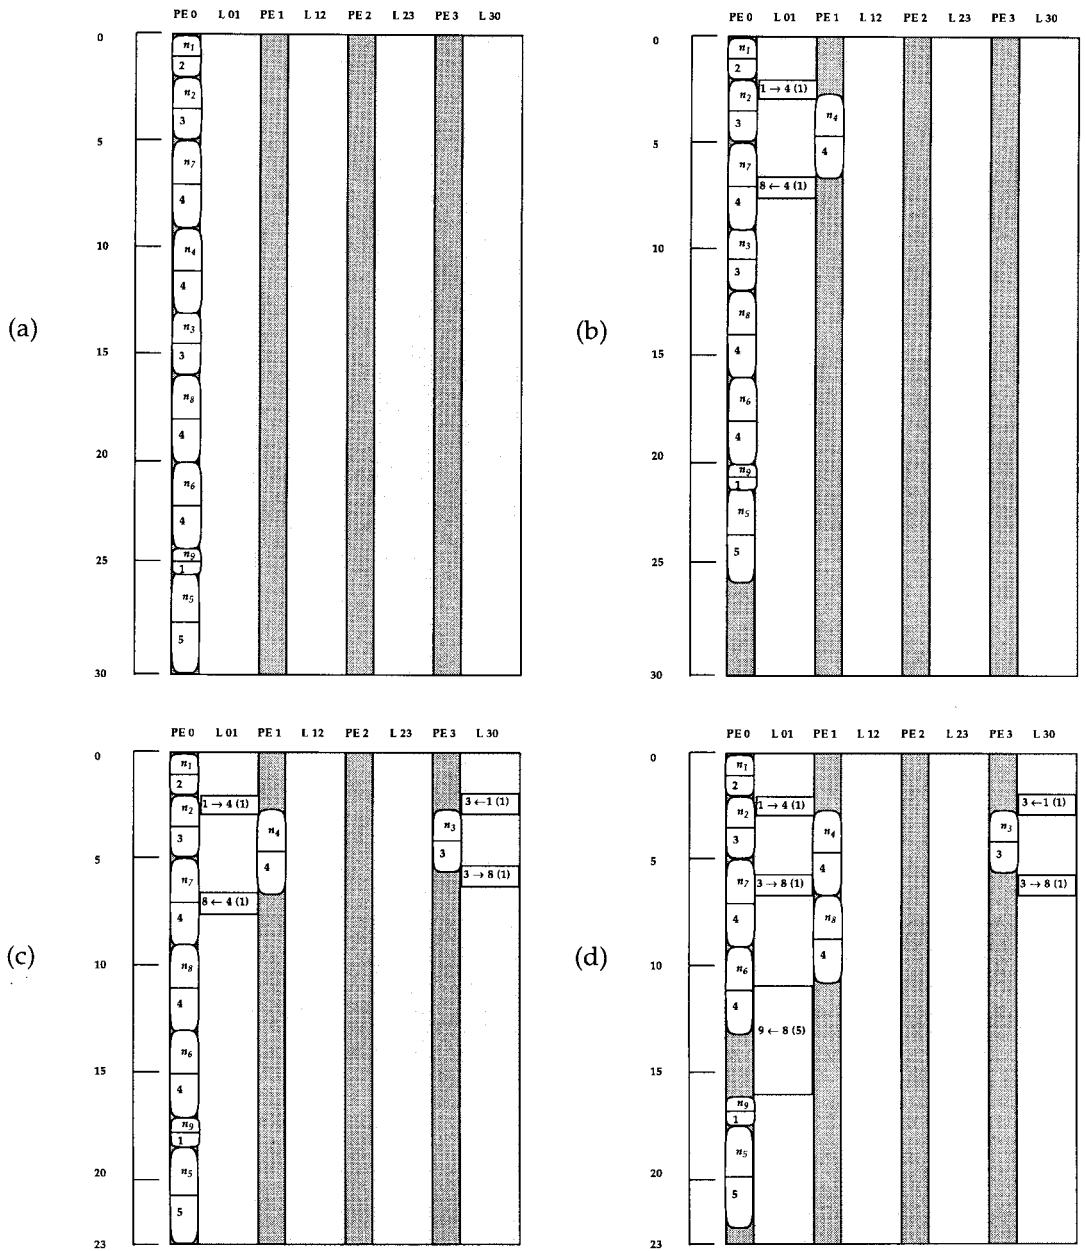 PE 0 L 01 PE 1 L 12 PE 2 L 23 PE 3 L 30
0
n1
2
n2
3
5
n7
4
10
n4
4
(a)
n3
3
15
n8
4
20
n6
4
25
n9
1
n5
5
30
PE 0 L 01 PE 1 L 12 PE 2 L 23 PE 3 L 30
0
n1
2
1 → 4 (1)
n2
n4
3
5
4
n7
8 ← 4 (1)
4
10
n3
3
(b)
n8
15
4
n6
4
20
n9
1
n5
5
25
30
PE 0 L 01 PE 1 L 12 PE 2 L 23 PE 3 L 30
0
n1
2
1 → 4 (1)
3 ←1 (1)
n2
n4
n3
3
3
5
4
n7
3 → 8 (1)
8 ← 4 (1)
4
(c)
n8
10
4
n6
15
4
n9
1
n5
20
5
23
PE 0 L 01 PE 1 L 12 PE 2 L 23 PE 3 L 30
0
n1
2
1 → 4 (1)
3 ←1 (1)
n2
n4
n3
3
3
5
4
n7
3 → 8 (1)
3 → 8 (1)
4
n8
(d)
n6
4
10
4
9 ← 8 (5)
15
n9
1
n5
20
5
23